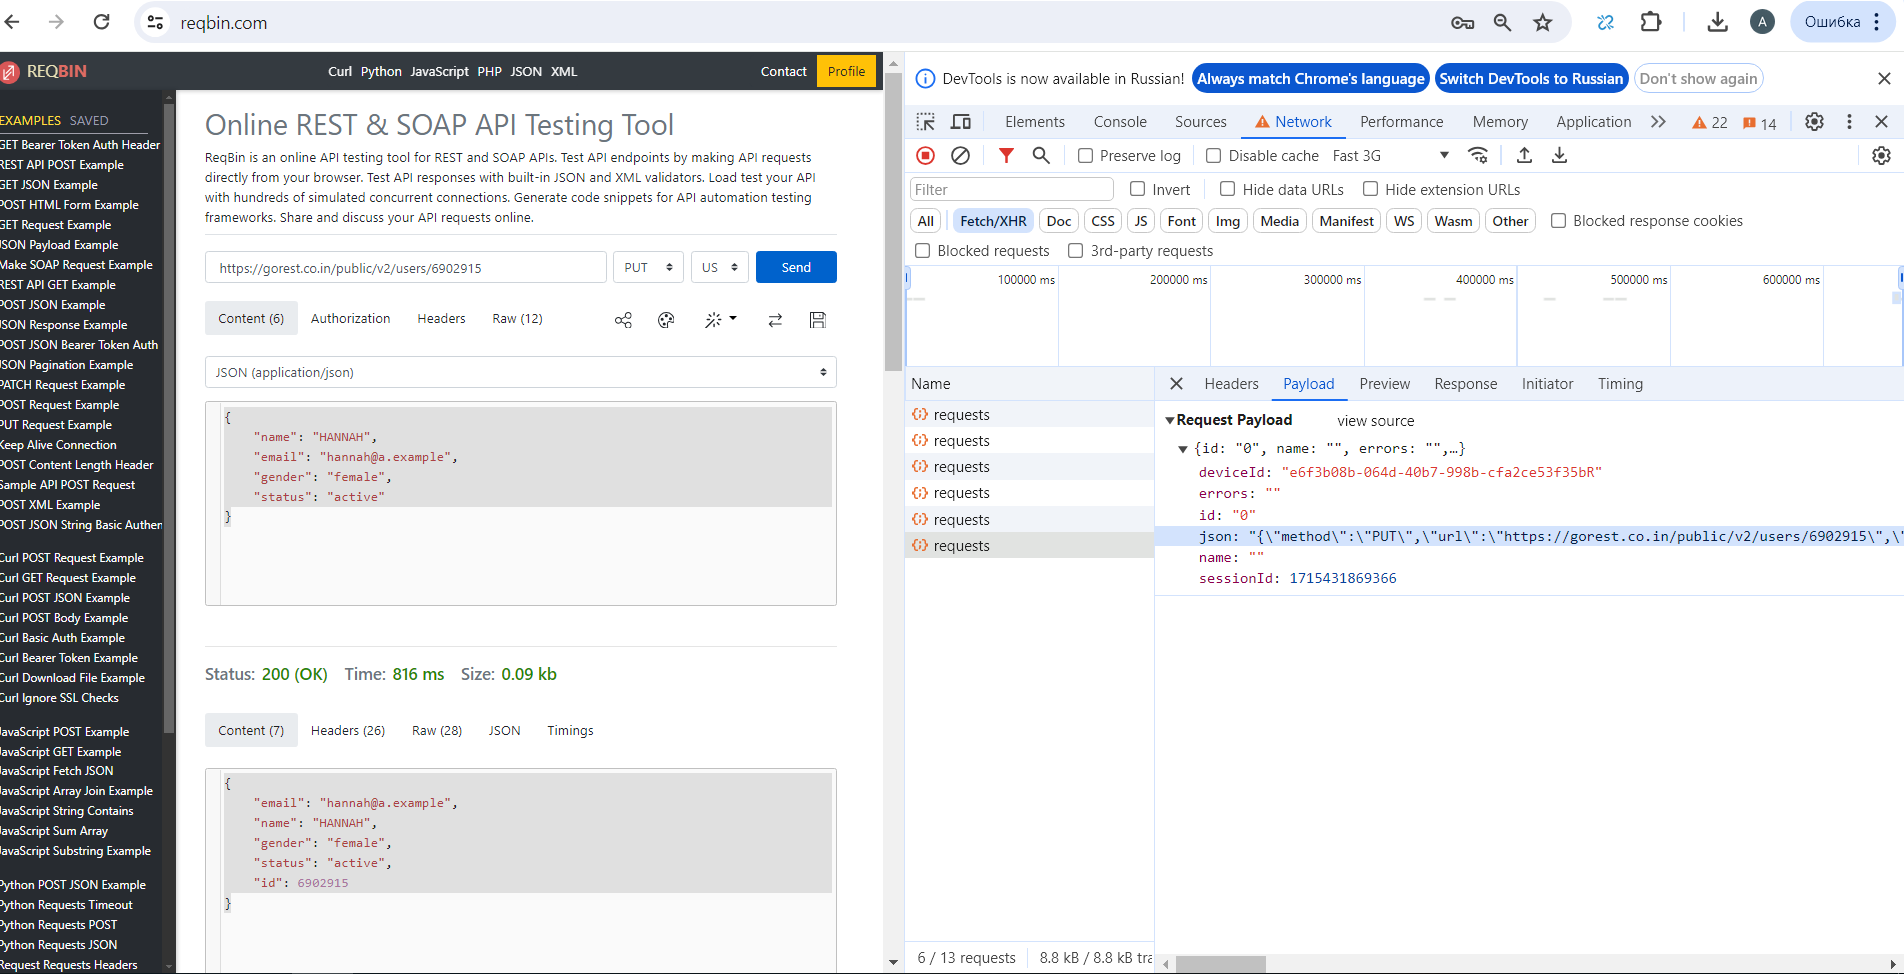 reqbin.com
A
Ошибка
REQBIN
Curl Python JavaScript PHP JSON XML
Contact
Profile
EXAMPLES SAVED
GET Bearer Token Auth Header
REST API POST Example
GET JSON Example
POST HTML Form Example
GET Request Example
JSON Payload Example
Make SOAP Request Example
REST API GET Example
POST JSON Example
JSON Response Example
POST JSON Bearer Token Auth
JSON Pagination Example
PATCH Request Example
POST Request Example
PUT Request Example
Keep Alive Connection
POST Content Length Header
Sample API POST Request
POST XML Example
POST JSON String Basic Authen
Curl POST Request Example
Curl GET Request Example
Curl POST JSON Example
Curl POST Body Example
Curl Basic Auth Example
Curl Bearer Token Example
Curl Download File Example
Curl Ignore SSL Checks
JavaScript POST Example
JavaScript GET Example
JavaScript Fetch JSON
JavaScript Array Join Example
JavaScript String Contains
JavaScript Sum Array
JavaScript Substring Example
Python POST JSON Example
Python Requests Timeout
Python Requests POST
Python Requests JSON
Request Requests Headers
Online REST & SOAP API Testing Tool
ReqBin is an online API testing tool for REST and SOAP APIs. Test API endpoints by making API requests
directly from your browser. Test API responses with built-in JSON and XML validators. Load test your API
with hundreds of simulated concurrent connections. Generate code snippets for API automation testing
frameworks. Share and discuss your API requests online.
https://gorest.co.in/public/v2/users/6902915
PUT
US
Send
Content (6) Authorization Headers Raw (12)
JSON (application/json)
{
"name": "HANNAH",
"email": "hannah@a.example",
"gender": "female",
"status": "active"
}
Status: 200 (OK) Time: 816 ms Size: 0.09 kb
Content (7) Headers (26) Raw (28) JSON Timings
{
"email": "hannah@a.example",
"name": "HANNAH",
"gender": "female",
"status": "active",
"id": 6902915
}
DevTools is now available in Russian!
Always match Chrome's language
Switch DevTools to Russian
Don't show again
Elements Console Sources Network Performance Memory Application
22
14
Preserve log Disable cache Fast 3G
Filter
Invert Hide data URLs Hide extension URLs
All Fetch/XHR Doc CSS JS Font Img Media Manifest WS Wasm Other Blocked response cookies
Blocked requests 3rd-party requests
100000 ms 200000 ms 300000 ms 400000 ms 500000 ms 600000 ms
Name
requests
requests
requests
requests
requests
requests
6 / 13 requests 8.8 kB / 8.8 kB tra
Headers Payload Preview Response Initiator Timing
Request Payload view source
{id: "0", name: "", errors: "",…}
deviceId: "e6f3b08b-064d-40b7-998b-cfa2ce53f35bR"
errors: ""
id: "0"
json: "{\"method\":\"PUT\",\"url\":\"https://gorest.co.in/public/v2/users/6902915\",\"
name: ""
sessionId: 1715431869366